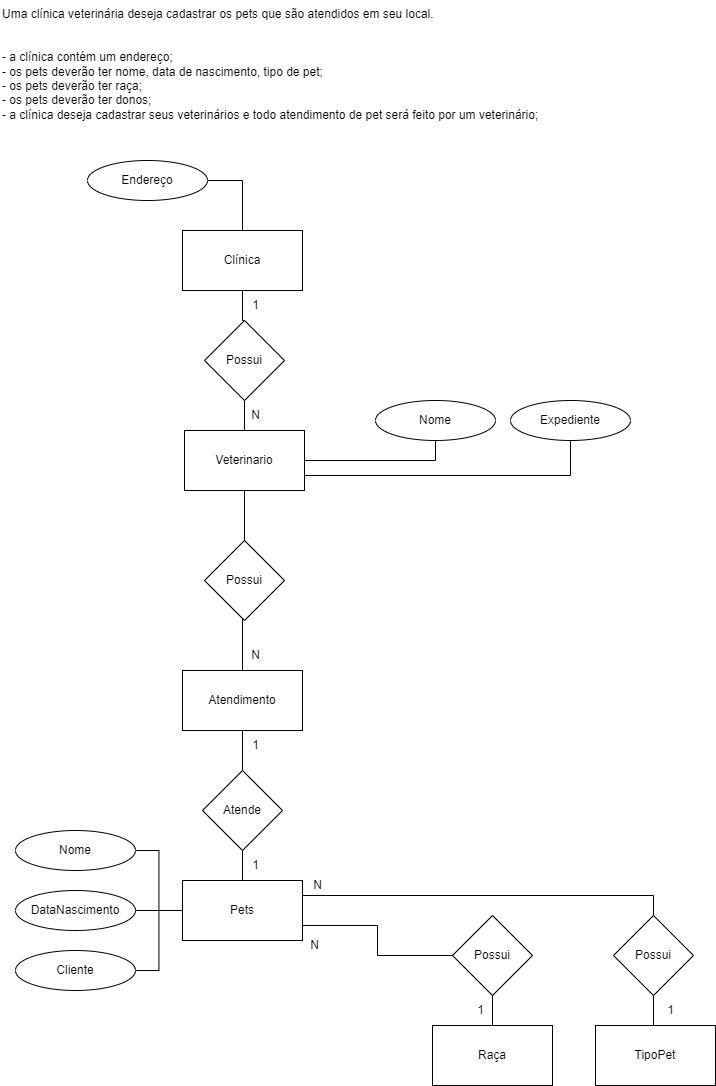 Uma clínica veterinária deseja cadastrar os pets que são atendidos em seu local.
- a clínica contém um endereço;
- os pets deverão ter nome, data de nascimento, tipo de pet;
- os pets deverão ter raça;
- os pets deverão ter donos;
- a clínica deseja cadastrar seus veterinários e todo atendimento de pet será feito por um veterinário;
Endereço
Clínica
1
Possui
N
Nome
Expediente
Veterinario
Possui
N
Atendimento
1
Atende
1
Nome
DataNascimento
Cliente
Pets
N
N
Possui
Possui
1
1
Raça
TipoPet